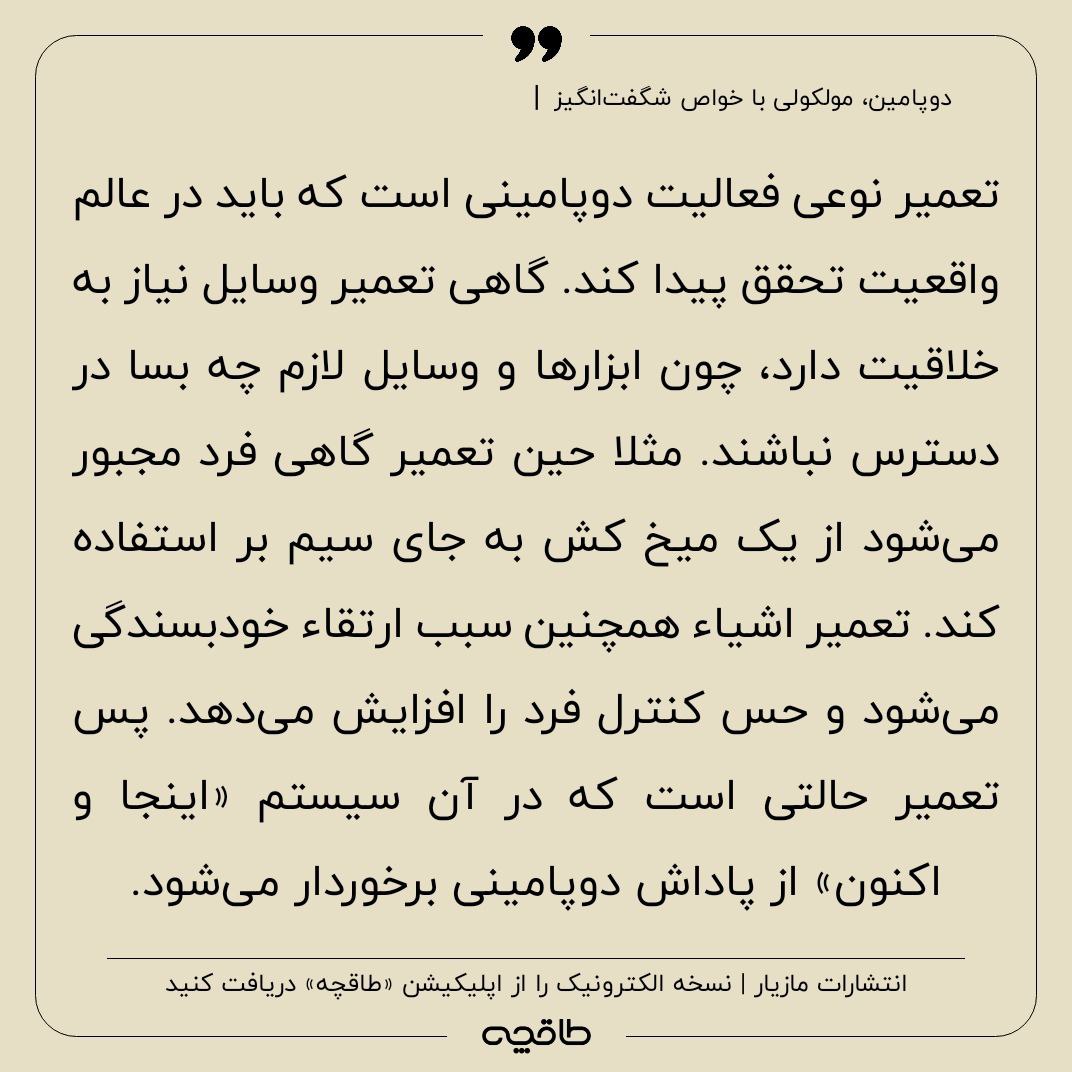 دوپامین، مولکولی با خواص شگفت‌انگیز |
تعمیر نوعی فعالیت دوپامینی است که باید در عالم
واقعیت تحقق پیدا کند. گاهی تعمیر وسایل نیاز به
خلاقیت دارد، چون ابزارها و وسایل لازم چه بسا در
دسترس نباشند. مثلا حین تعمیر گاهی فرد مجبور
می‌شود از یک میخ کش به جای سیم بر استفاده
کند. تعمیر اشیاء همچنین سبب ارتقاء خودبسندگی
می‌شود و حس کنترل فرد را افزایش می‌دهد. پس
تعمیر حالتی است که در آن سیستم «اینجا و
اکنون» از پاداش دوپامینی برخوردار می‌شود.
انتشارات مازیار | نسخه الکترونیک را از اپلیکیشن «طاقچه» دریافت کنید
طاقچه